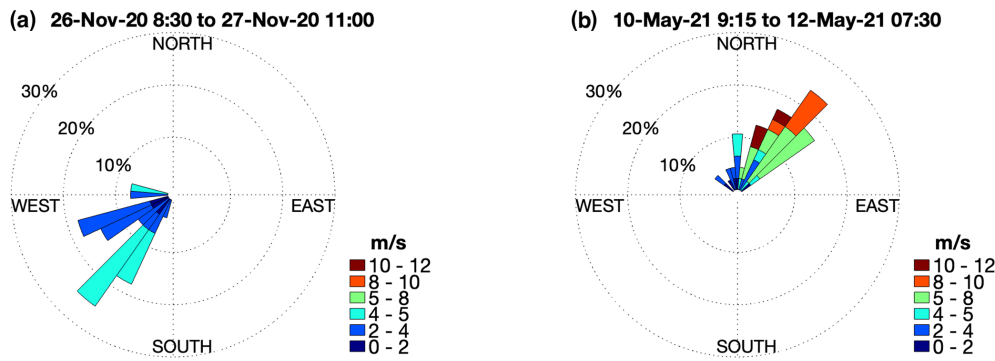 (a) 26-Nov-20 8:30 to 27-Nov-20 11:00
NORTH
30%
20%
10%
WEST
EAST
SOUTH
m/s
10 - 12
8 - 10
5 - 8
4 - 5
2 - 4
0 - 2
(b) 10-May-21 9:15 to 12-May-21 07:30
NORTH
30%
20%
10%
WEST
EAST
SOUTH
m/s
10 - 12
8 - 10
5 - 8
4 - 5
2 - 4
0 - 2